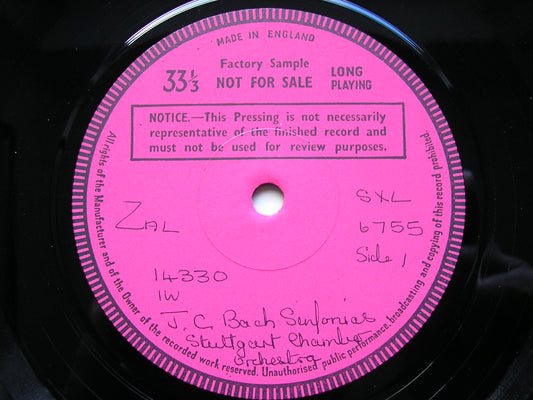 MADE IN ENGLAND
Factory Sample
33⅓ NOT FOR SALE LONG PLAYING
NOTICE.—This Pressing is not necessarily
representative of the finished record and
must not be used for review purposes.
ZAL
SXL
6755
Side 1
14330
1W
J. C. Bach Sinfonias
Stuttgart Chamber
Orchestra
All rights of the Manufacturer and of the Owner of the recorded work reserved. Unauthorised public performance, broadcasting and copying of this record prohibited.